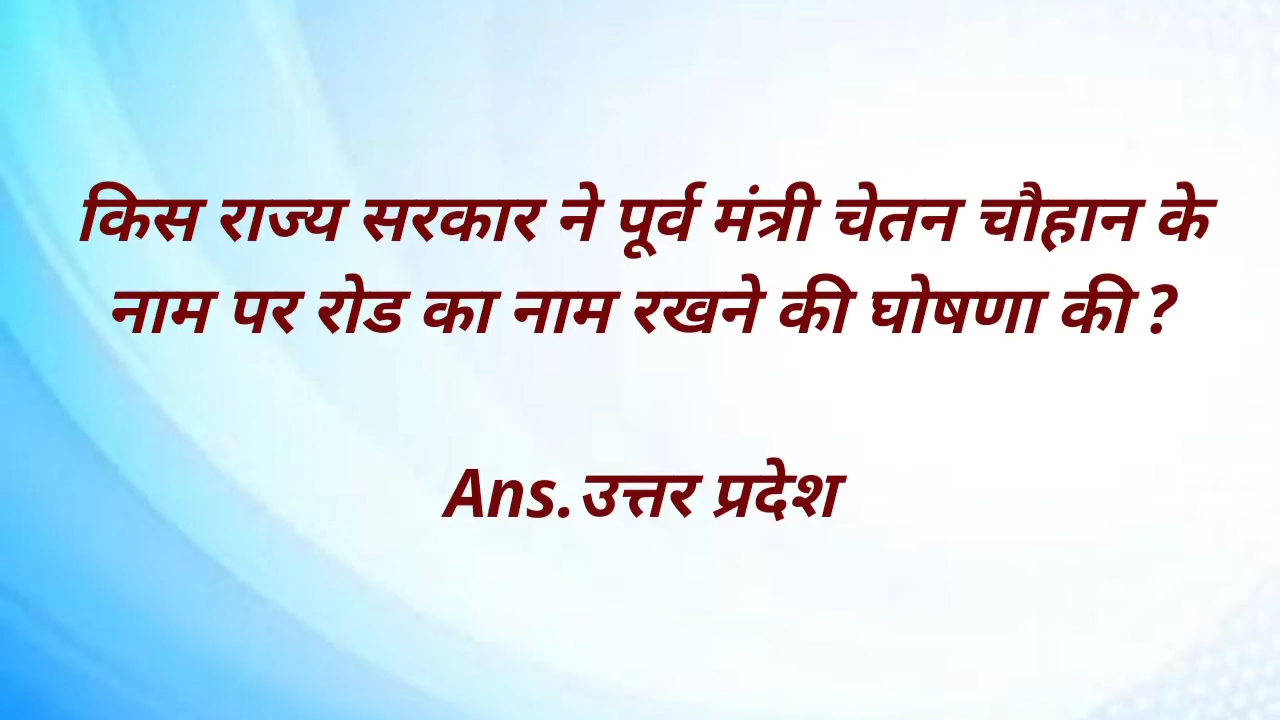 किस राज्य सरकार ने पूर्व मंत्री चेतन चौहान के
नाम पर रोड का नाम रखने की घोषणा की ?
Ans.उत्तर प्रदेश